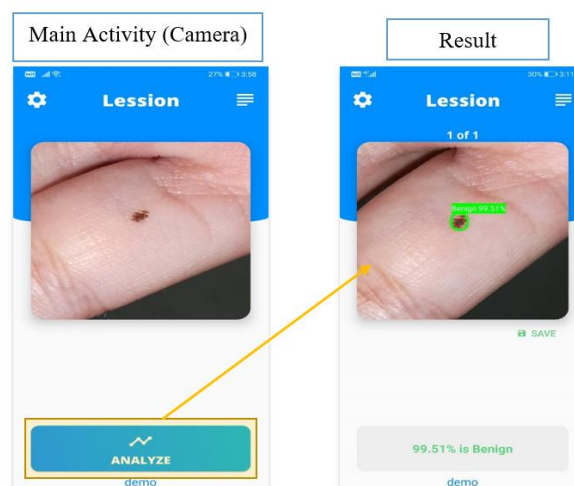 Main Activity (Camera)
27% 3:58
Lession
ANALYZE
demo
Result
30% 3:11
Lession
1 of 1
Benign 99.51%
SAVE
99.51% is Benign
demo